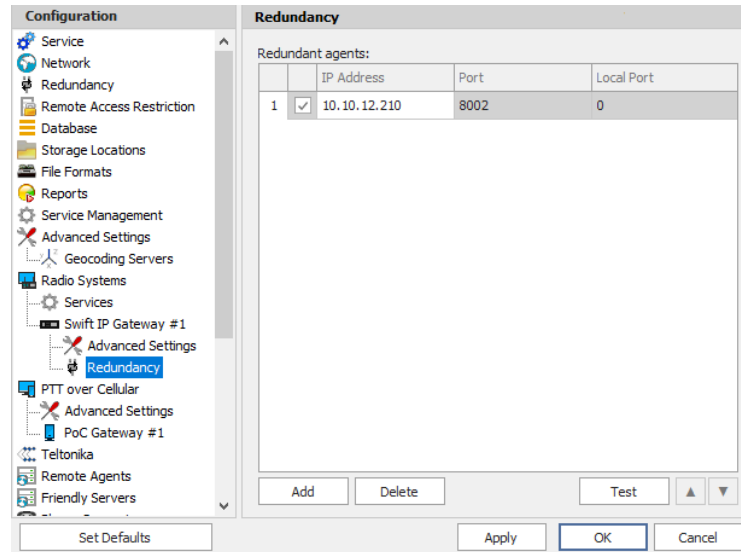 Configuration
Service
Network
Redundancy
Remote Access Restriction
Database
Storage Locations
File Formats
Reports
Service Management
Advanced Settings
Geocoding Servers
Radio Systems
Services
Swift IP Gateway #1
Advanced Settings
Redundancy
PTT over Cellular
Advanced Settings
PoC Gateway #1
Teltonika
Remote Agents
Friendly Servers
Set Defaults
Redundancy
Redundant agents:
IP Address Port Local Port
1 10.10.12.210 8002 0
Add Delete Test
Apply OK Cancel